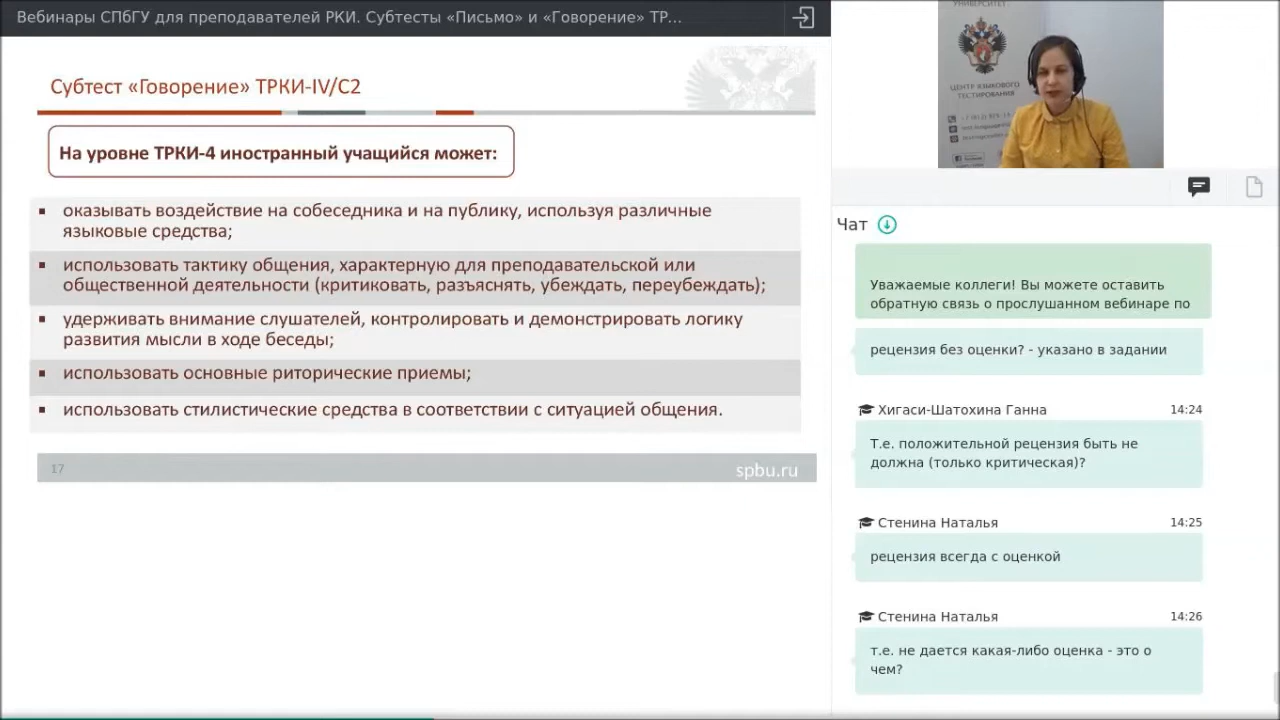 Вебинары СПбГУ для преподавателей РКИ. Субтесты «Письмо» и «Говорение» ТР...
Субтест «Говорение» ТРКИ-IV/C2
На уровне ТРКИ-4 иностранный учащийся может:
▪ оказывать воздействие на собеседника и на публику, используя различные
языковые средства;
▪ использовать тактику общения, характерную для преподавательской или
общественной деятельности (критиковать, разъяснять, убеждать, переубеждать);
▪ удерживать внимание слушателей, контролировать и демонстрировать логику
развития мысли в ходе беседы;
▪ использовать основные риторические приемы;
▪ использовать стилистические средства в соответствии с ситуацией общения.
17
spbu.ru
УНИВЕРСИТЕТ
ЦЕНТР ЯЗЫКОВОГО
ТЕСТИРОВАНИЯ
Чат
Уважаемые коллеги! Вы можете оставить
обратную связь о прослушанном вебинаре по
рецензия без оценки? - указано в задании
Хигаси-Шатохина Ганна 14:24
Т.е. положительной рецензия быть не
должна (только критическая)?
Стенина Наталья 14:25
рецензия всегда с оценкой
Стенина Наталья 14:26
т.е. не дается какая-либо оценка - это о
чем?